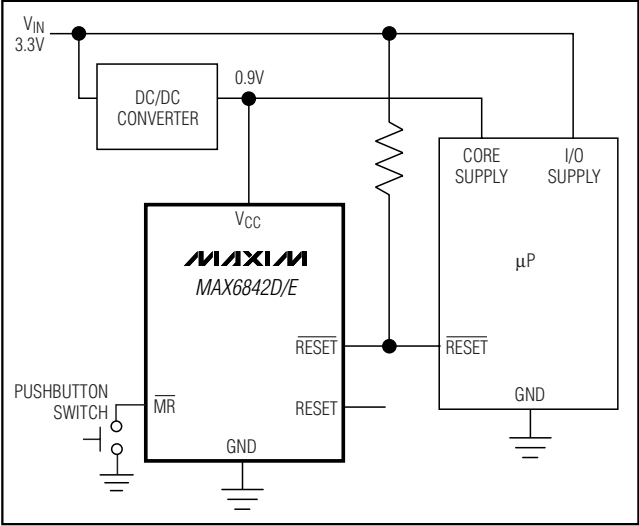 VIN
3.3V
0.9V
DC/DC
CONVERTER
CORE
SUPPLY
I/O
SUPPLY
VCC
MAXIM
MAX6842D/E
μP
RESET
RESET
PUSHBUTTON
SWITCH
MR
RESET
GND
GND